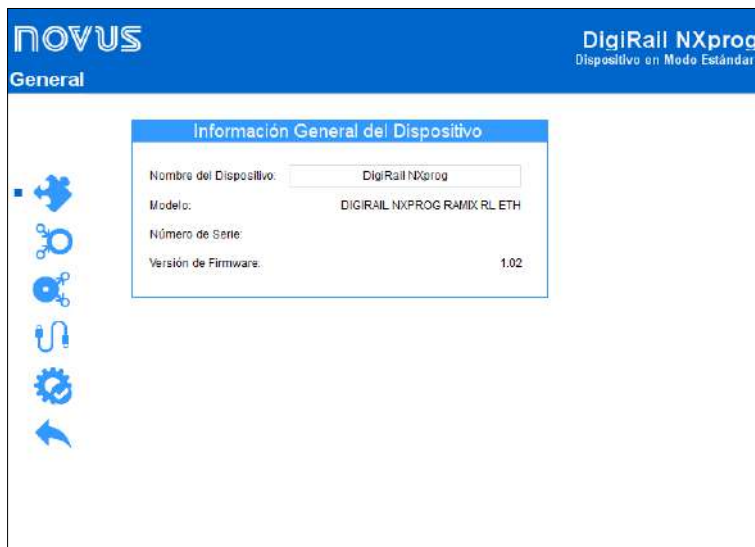 novus
DigiRail NXprog
Dispositivo en Modo Estándar
General
Información General del Dispositivo
Nombre del Dispositivo: DigiRail NXprog
Modelo: DIGIRAIL NXPROG RAMIX RL ETH
Número de Serie:
Versión de Firmware: 1.02